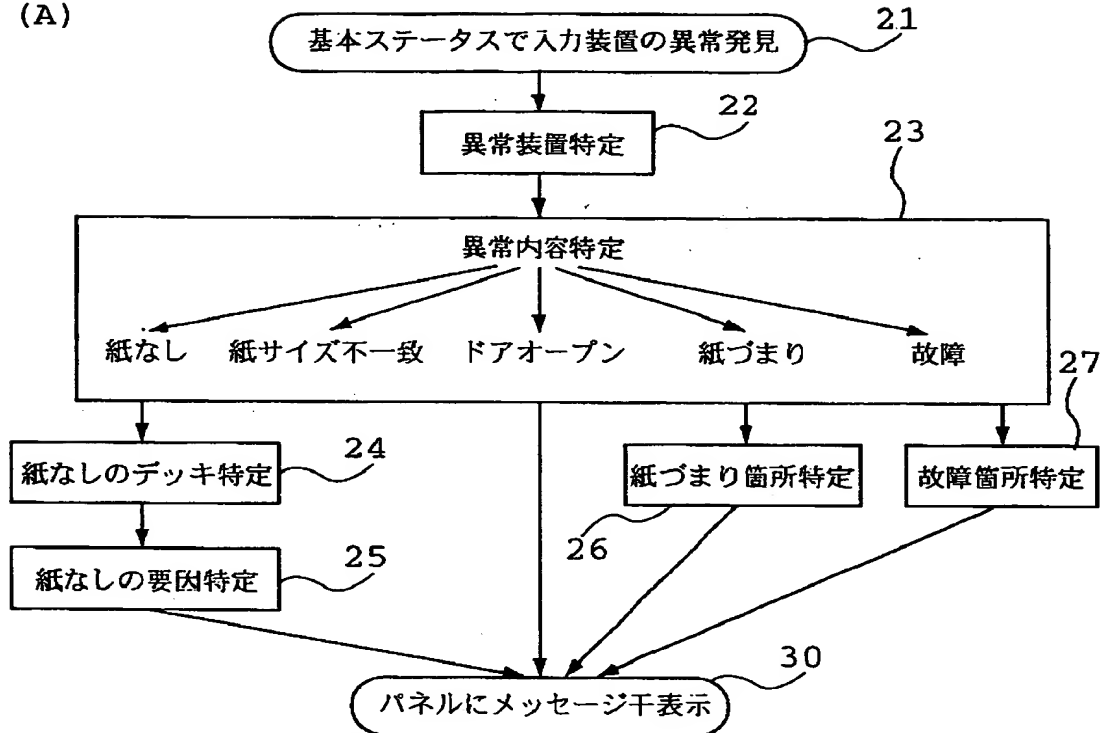 (A)
基本ステータスで入力装置の異常発見
21
異常装置特定
22
23
異常内容特定
紙なし 紙サイズ不一致 ドアオープン 紙づまり 故障
27
紙なしのデッキ特定
24
紙づまり箇所特定
故障箇所特定
26
紙なしの要因特定
25
パネルにメッセージ干表示
30